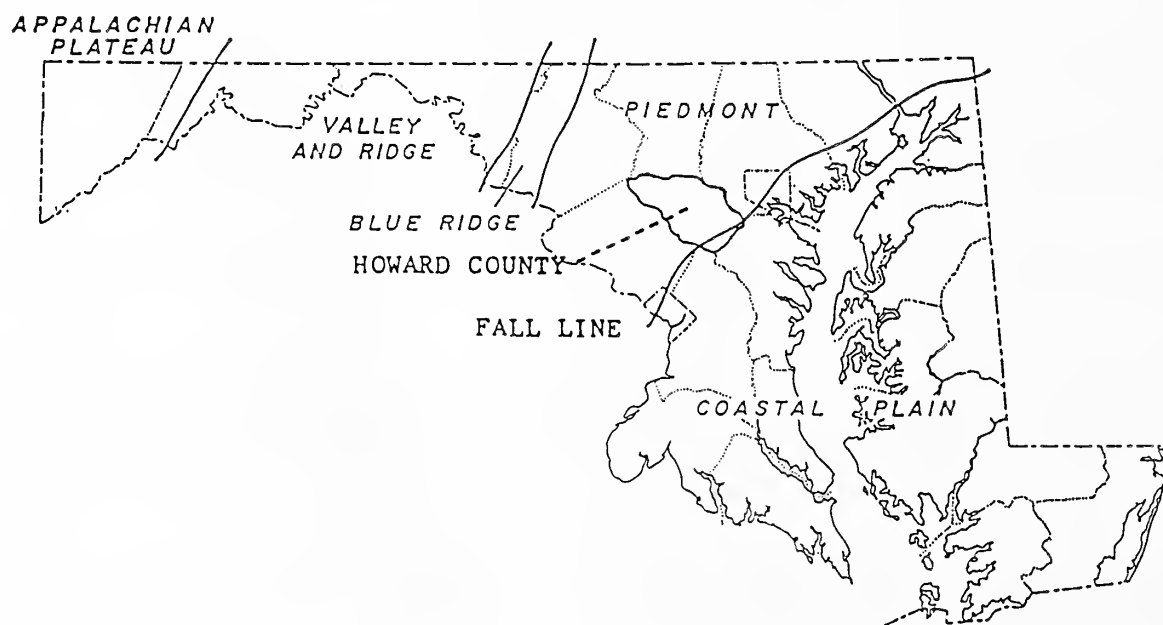 APPALACHIAN
PLATEAU
PIEDMONT
VALLEY
AND RIDGE
BLUE RIDGE
HOWARD COUNTY
FALL LINE
COASTAL PLAIN